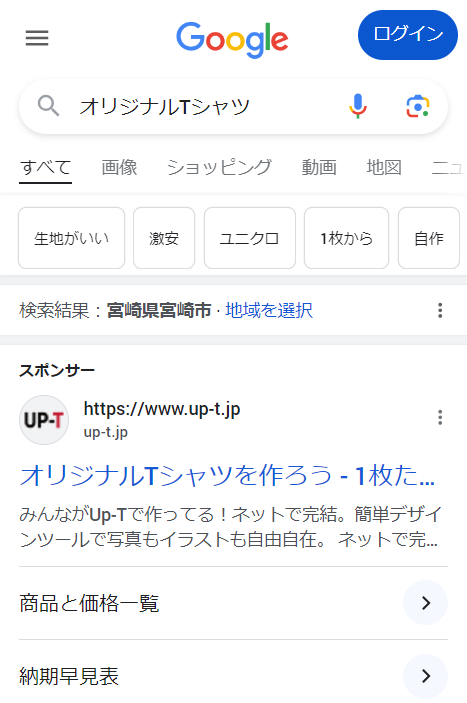 Google
ログイン
オリジナルTシャツ
すべて 画像 ショッピング 動画 地図 ニュ
生地がいい 激安 ユニクロ 1枚から 自作
検索結果：宮崎県宮崎市 · 地域を選択
スポンサー
UP-T
https://www.up-t.jp
up-t.jp
オリジナルTシャツを作ろう - 1枚た...
みんながUp-Tで作ってる！ネットで完結。簡単デザイ
ンツールで写真もイラストも自由自在。 ネットで完...
商品と価格一覧
納期早見表